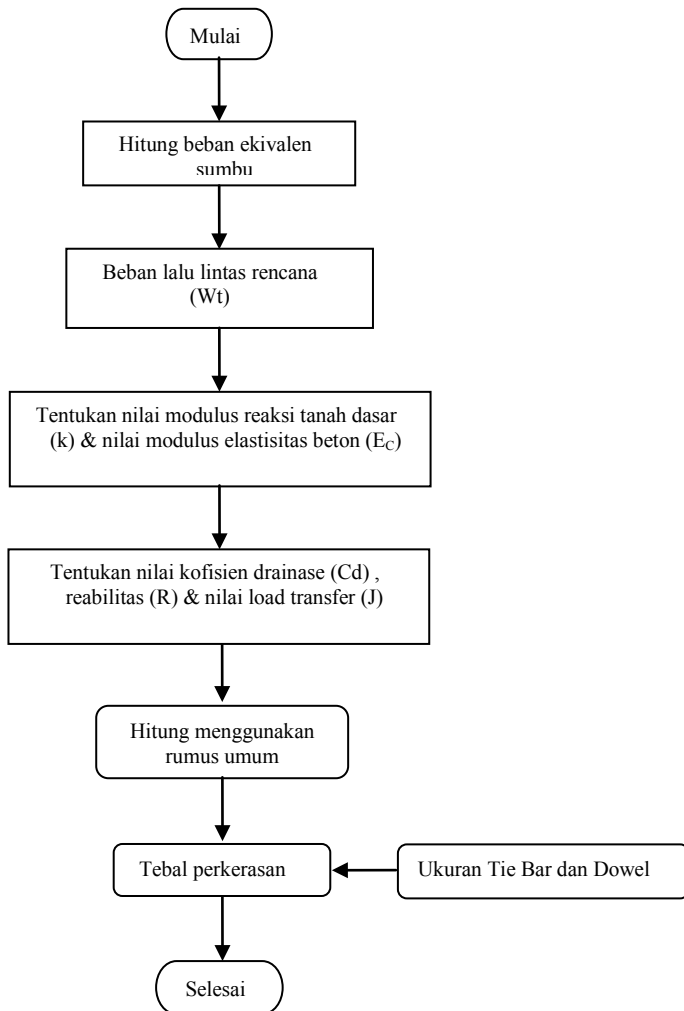 Mulai
Hitung beban ekivalen
sumbu
Beban lalu lintas rencana
(Wt)
Tentukan nilai modulus reaksi tanah dasar
(k) & nilai modulus elastisitas beton (EC)
Tentukan nilai kofisien drainase (Cd) ,
reabilitas (R) & nilai load transfer (J)
Hitung menggunakan
rumus umum
Tebal perkerasan
Ukuran Tie Bar dan Dowel
Selesai